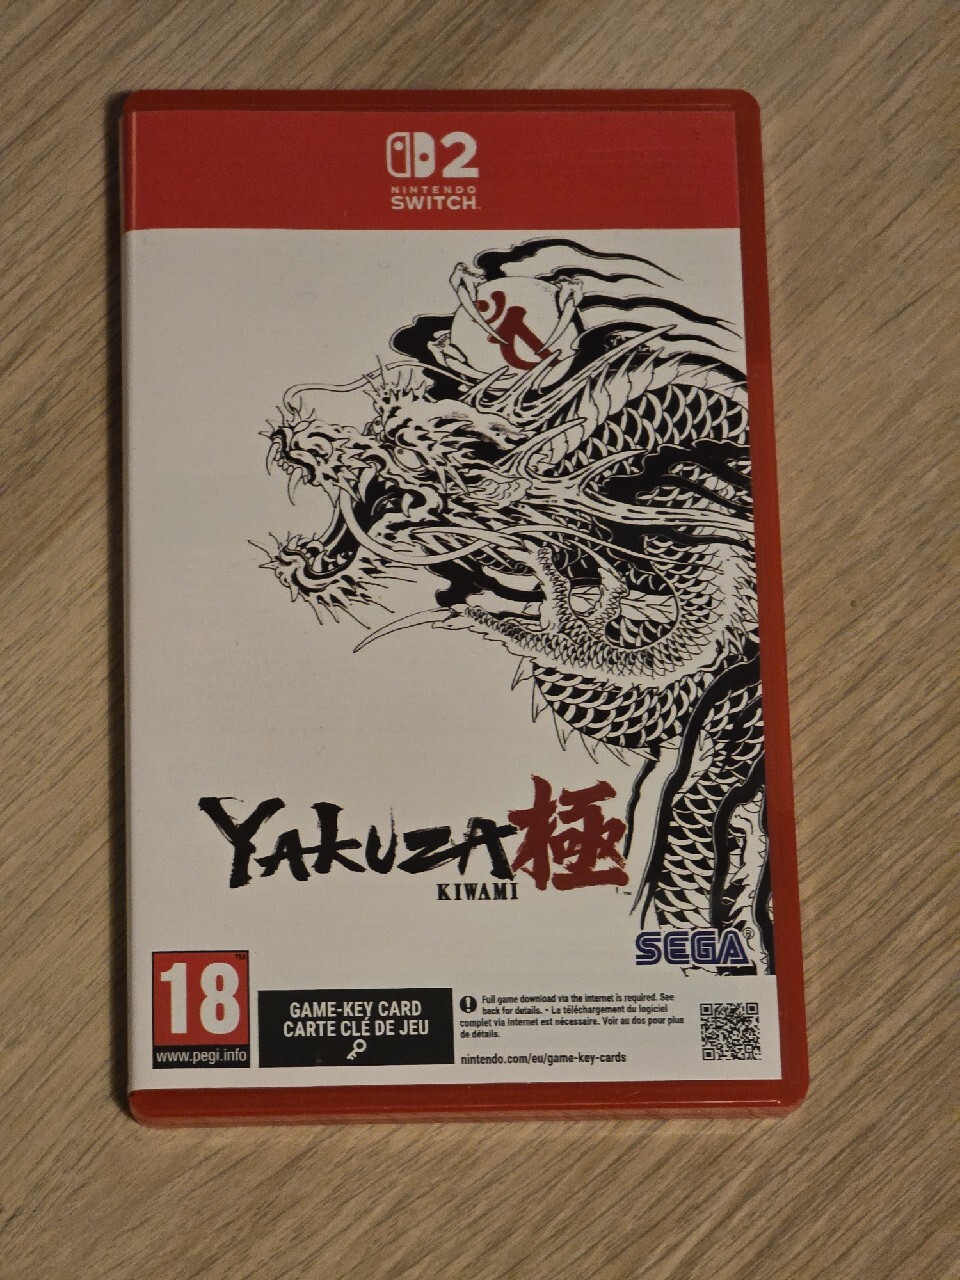 2
NINTENDO
SWITCH
YAKUZA極
KIWAMI
™
SEGA®
18™
www.pegi.info
GAME-KEY CARD
CARTE CLÉ DE JEU
! Full game download via the internet is required. See
back for details. • Le téléchargement du logiciel
complet via Internet est nécessaire. Voir au dos pour plus
de détails.
nintendo.com/eu/game-key-cards